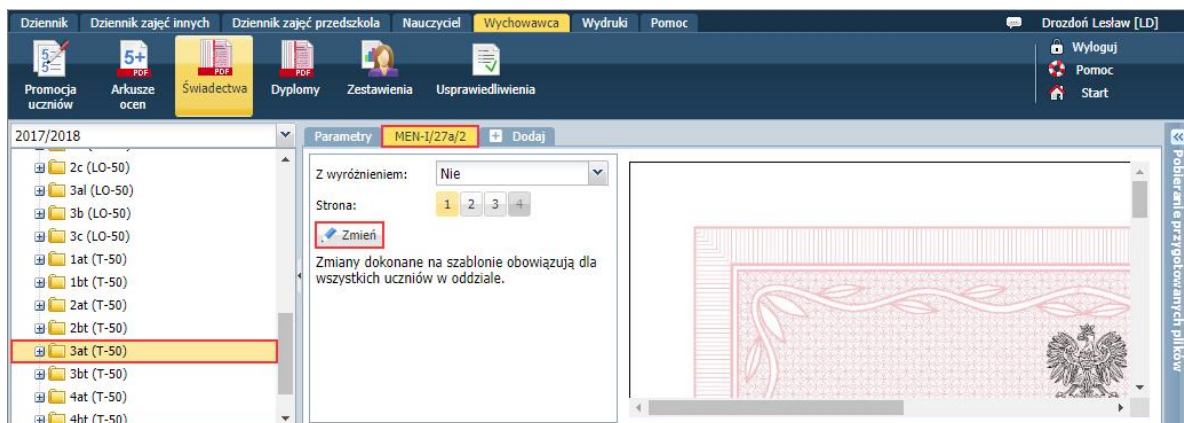 Dziennik Dziennik zajęć innych Dziennik zajęć przedszkola Nauczyciel Wychowawca Wydruki Pomoc Drozdoń Lesław [LD]
Promocja uczniów
Arkusze ocen
Świadectwa
Dyplomy
Zestawienia
Usprawiedliwienia
Wyloguj
Pomoc
Start
2017/2018
2c (LO-50)
3al (LO-50)
3b (LO-50)
3c (LO-50)
1at (T-50)
1bt (T-50)
2at (T-50)
2bt (T-50)
3at (T-50)
3bt (T-50)
4at (T-50)
4bt (T-50)
Parametry MEN-I/27a/2 Dodaj
Z wyróżnieniem: Nie
Strona: 1 2 3 4
Zmień
Zmiany dokonane na szablonie obowiązują dla
wszystkich uczniów w oddziale.
Pobieranie przygotowanych plików